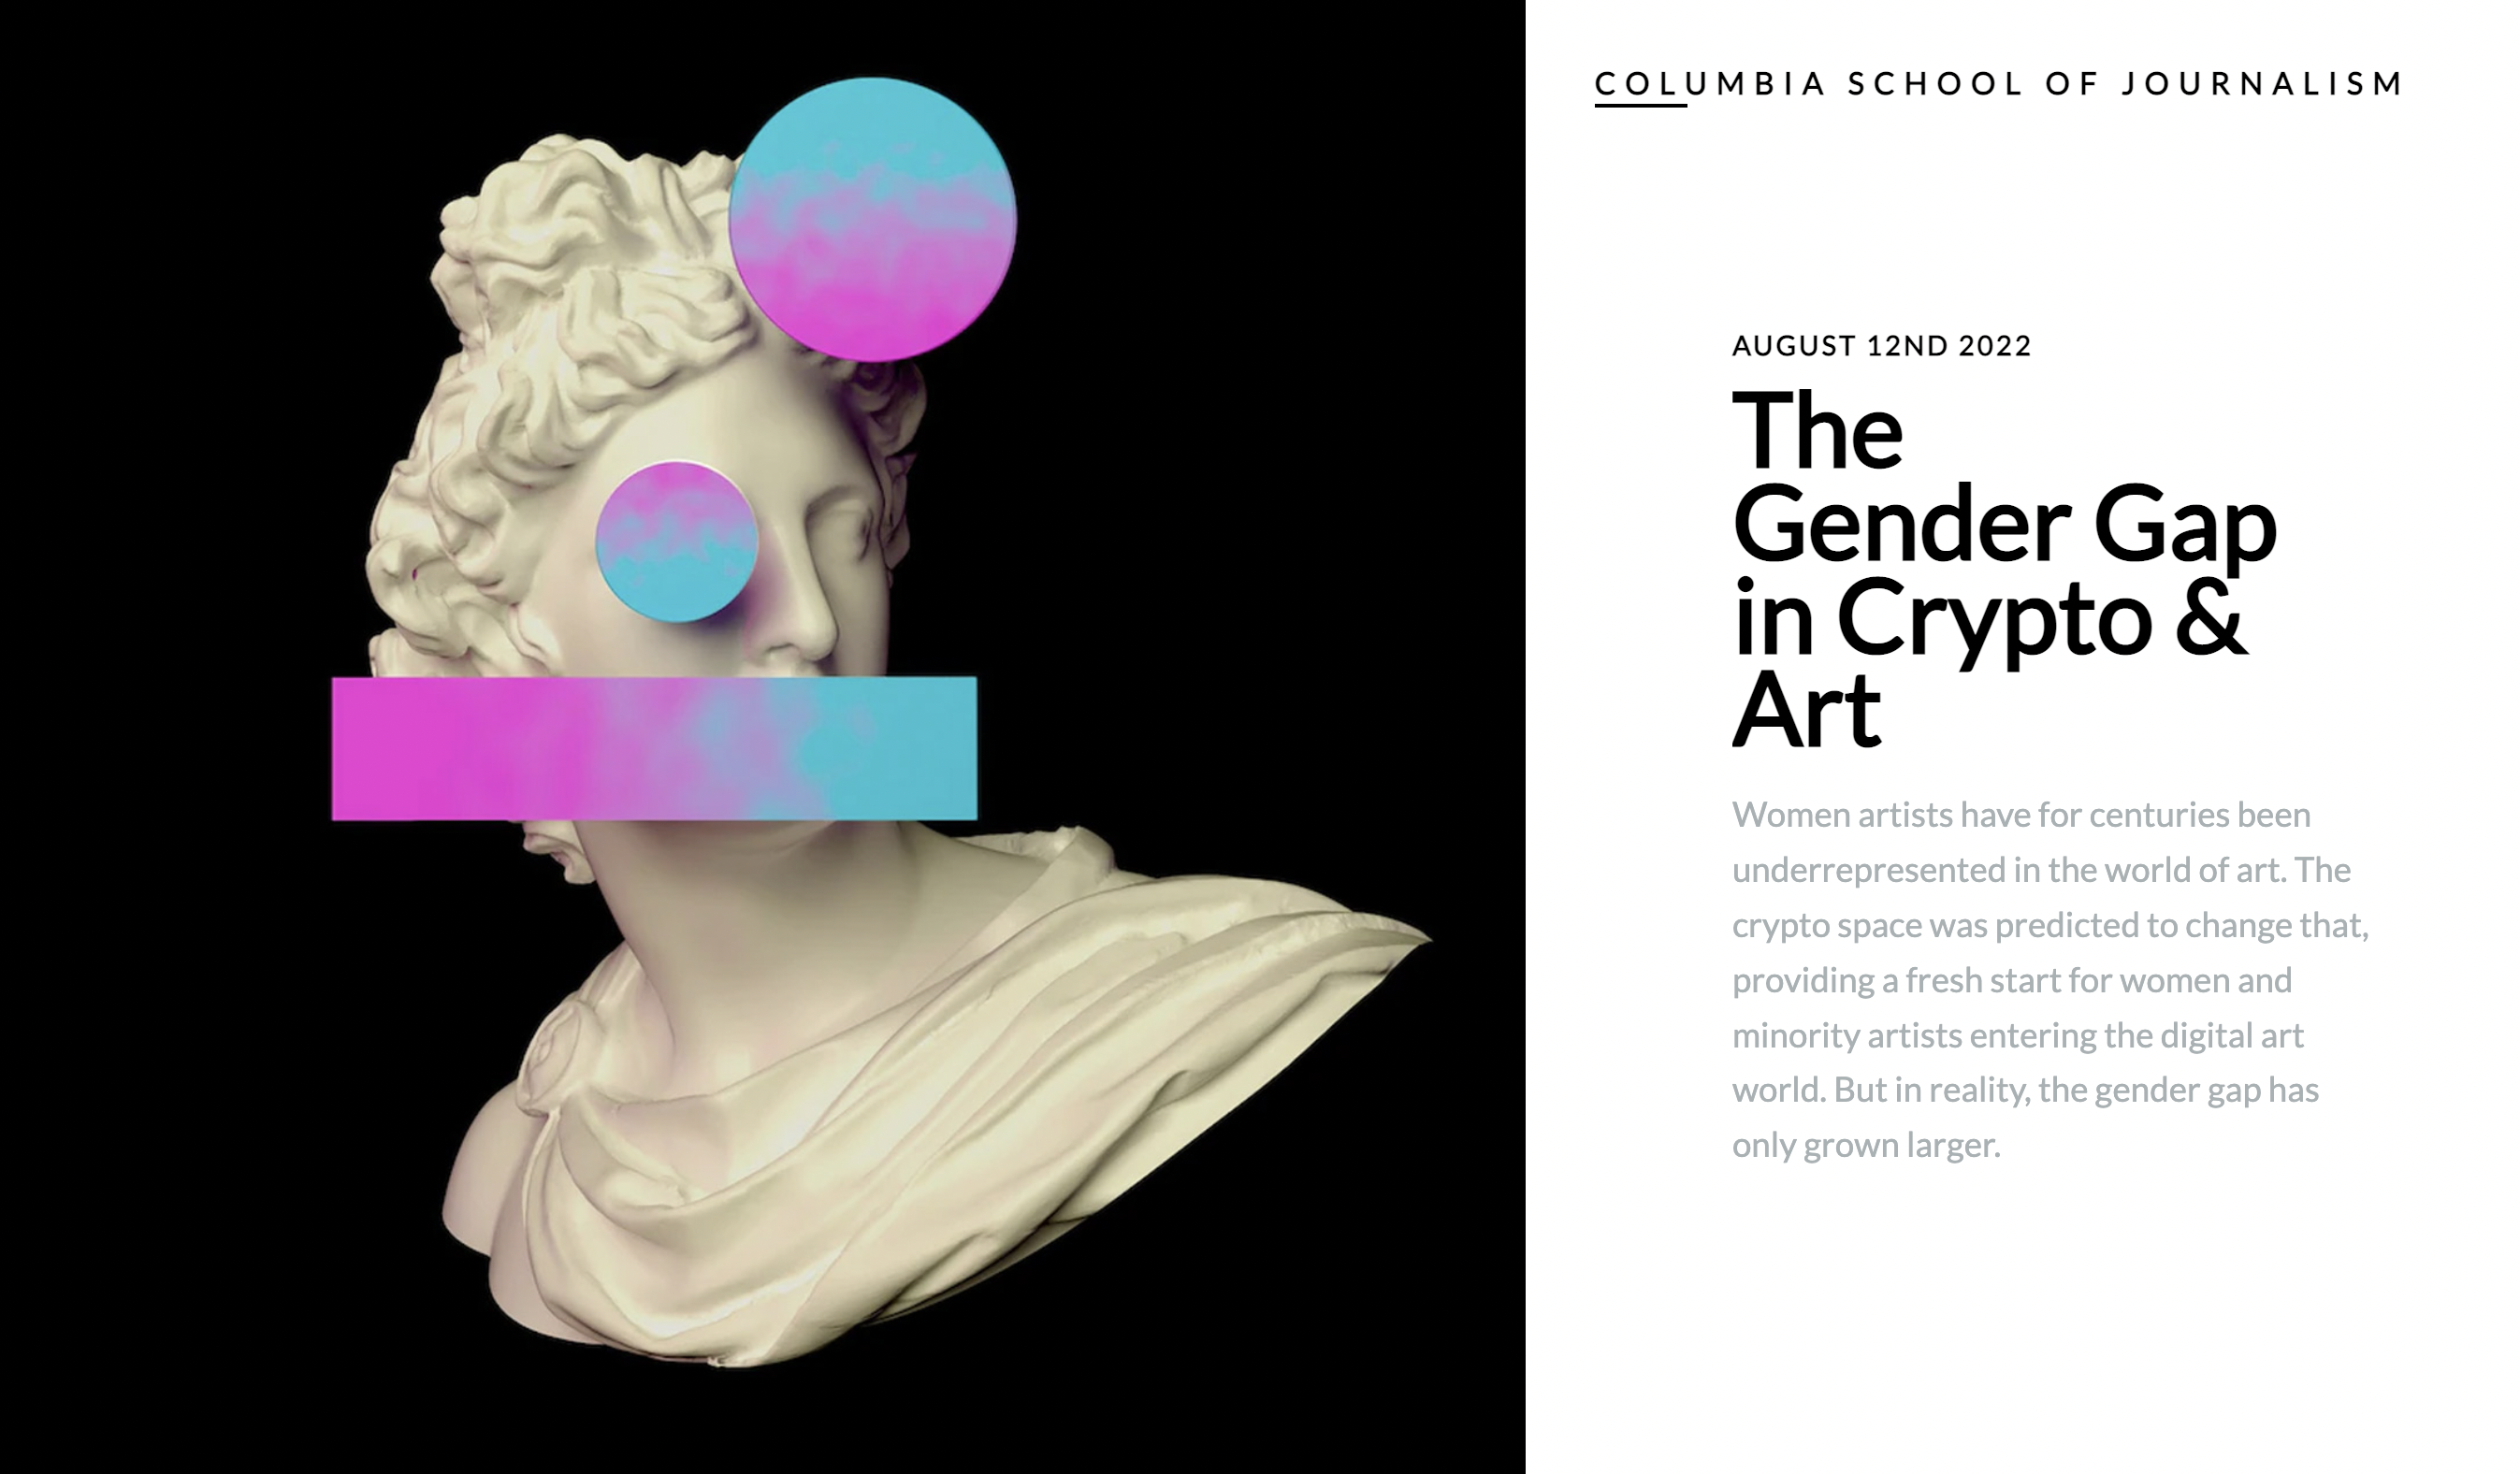 COLUMBIA SCHOOL OF JOURNALISM
AUGUST 12ND 2022
The
Gender Gap
in Crypto &
Art
Women artists have for centuries been
underrepresented in the world of art. The
crypto space was predicted to change that,
providing a fresh start for women and
minority artists entering the digital art
world. But in reality, the gender gap has
only grown larger.